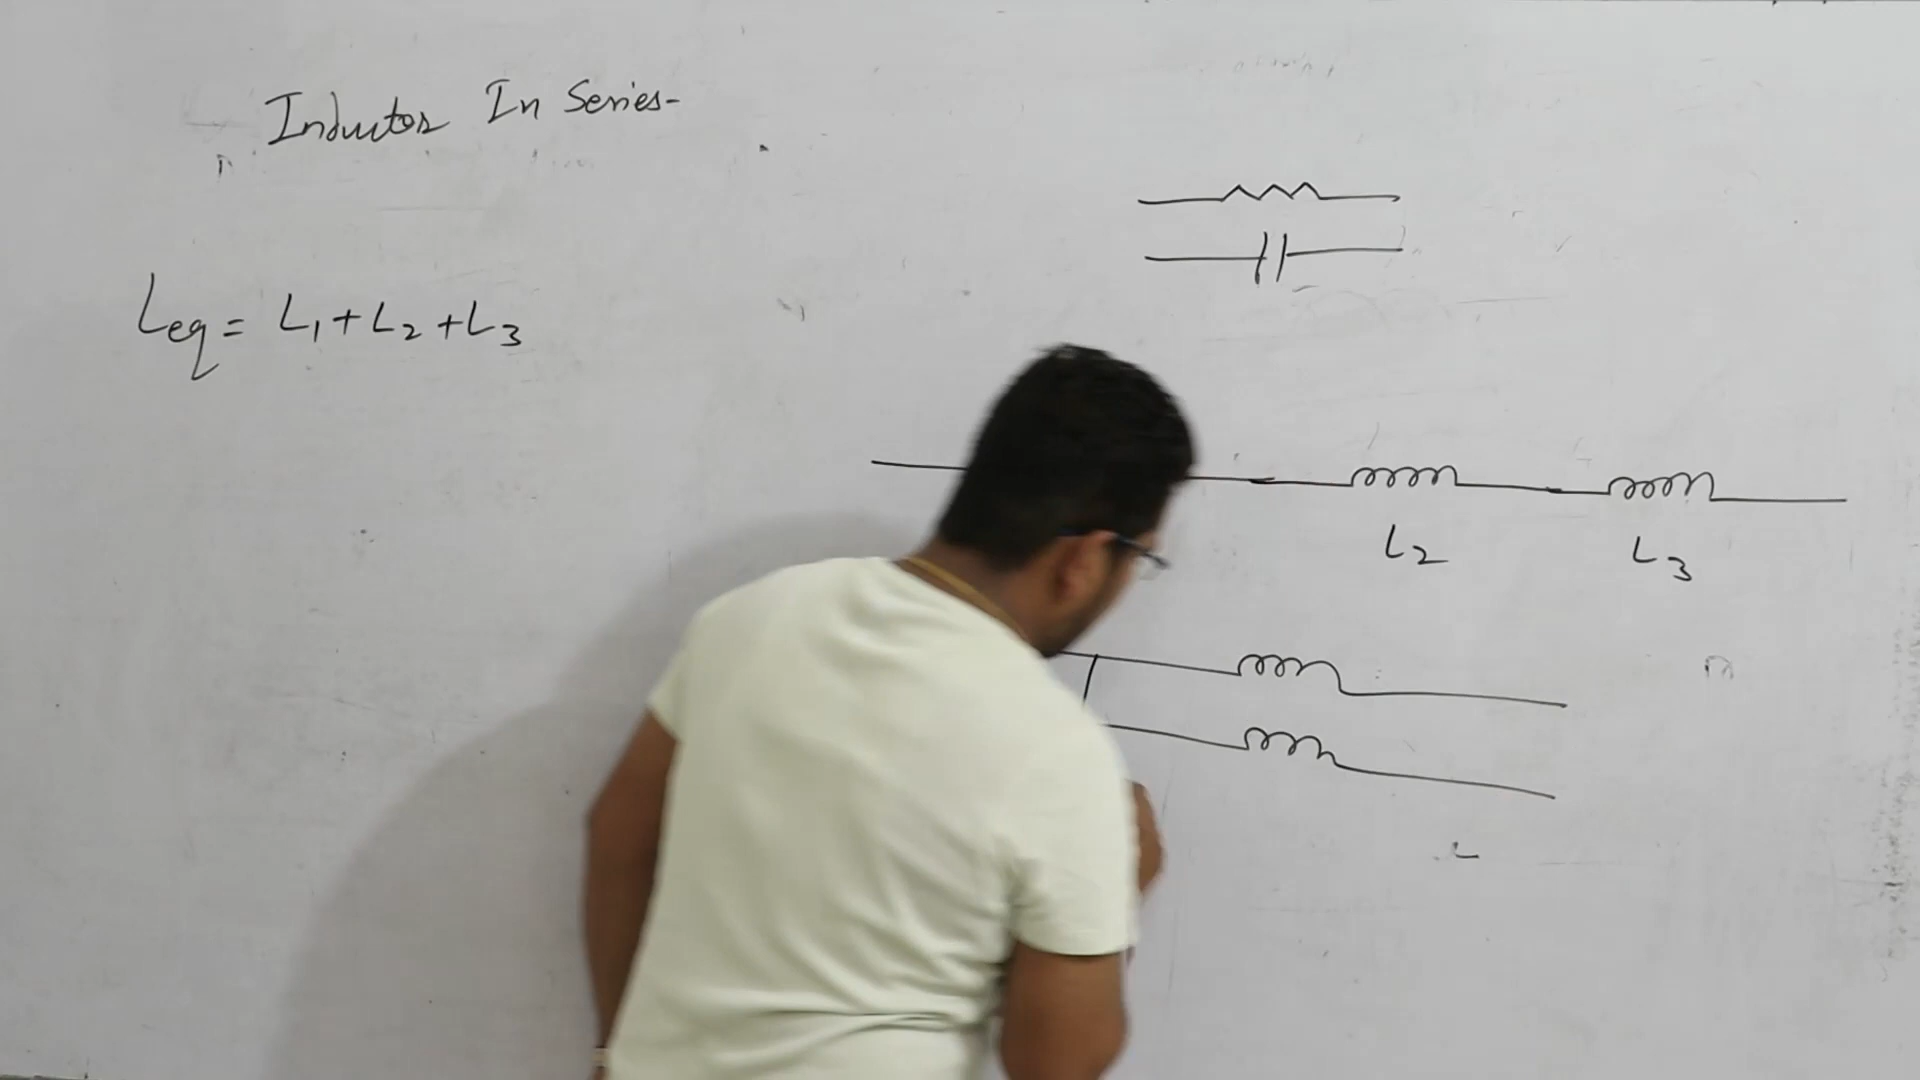 Inductor In Series-
Leq = L1 + L2 + L3
L2 L3